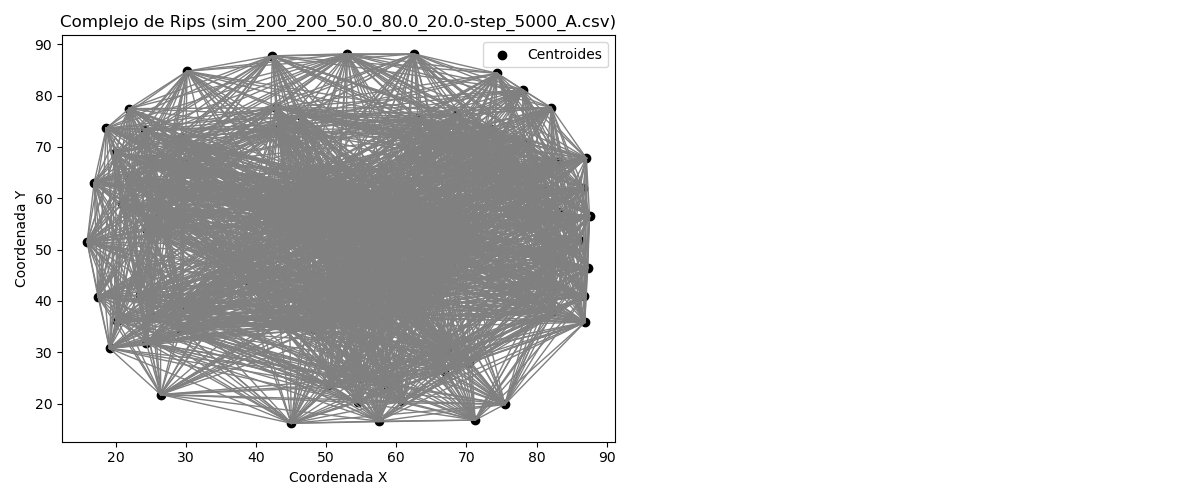 Complejo de Rips (sim_200_200_50.0_80.0_20.0-step_5000_A.csv)
Centroides
90
80
70
60
50
40
30
20
Coordenada Y
20 30 40 50 60 70 80 90
Coordenada X